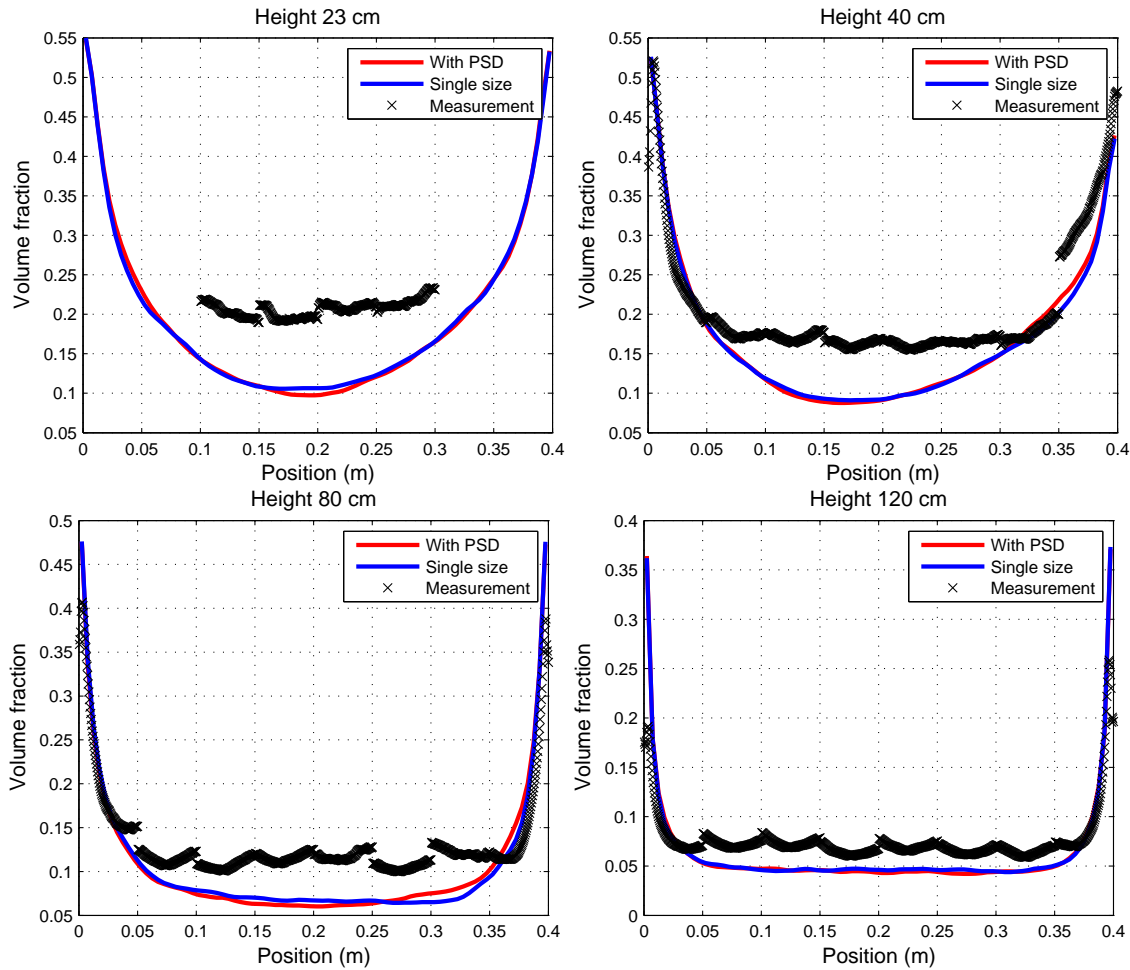 Height 23 cm
0.55
0.5
0.45
0.4
0.35
0.3
0.25
0.2
0.15
0.1
0.05
Volume fraction
With PSD
Single size
Measurement
0 0.05 0.1 0.15 0.2 0.25 0.3 0.35 0.4
Position (m)
Height 40 cm
0.55
0.5
0.45
0.4
0.35
0.3
0.25
0.2
0.15
0.1
0.05
Volume fraction
With PSD
Single size
Measurement
0 0.05 0.1 0.15 0.2 0.25 0.3 0.35 0.4
Position (m)
Height 80 cm
0.5
0.45
0.4
0.35
0.3
0.25
0.2
0.15
0.1
0.05
Volume fraction
With PSD
Single size
Measurement
0 0.05 0.1 0.15 0.2 0.25 0.3 0.35 0.4
Position (m)
Height 120 cm
0.4
0.35
0.3
0.25
0.2
0.15
0.1
0.05
0
Volume fraction
With PSD
Single size
Measurement
0 0.05 0.1 0.15 0.2 0.25 0.3 0.35 0.4
Position (m)